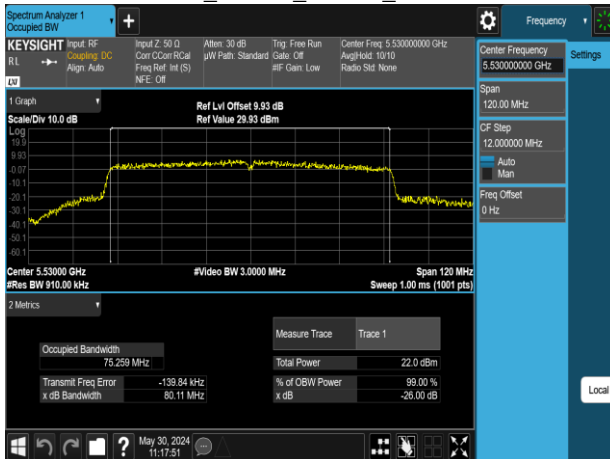 Spectrum Analyzer 1
Occupied BW
Frequency
KEYSIGHT
RL
LXI
Input: RF
Coupling: DC
Align: Auto
Input Z: 50 Ω
Corr CCorr RCal
Freq Ref: Int (S)
NFE: Off
Atten: 30 dB
µW Path: Standard
Trig: Free Run
Gate: Off
#IF Gain: Low
Center Freq: 5.530000000 GHz
Avg|Hold: 10/10
Radio Std: None
Center Frequency
5.530000000 GHz
Settings
Span
120.00 MHz
CF Step
12.000000 MHz
Auto
Man
Freq Offset
0 Hz
Local
1 Graph
Scale/Div 10.0 dB
Ref Lvl Offset 9.93 dB
Ref Value 29.93 dBm
Log
19.9
9.93
-0.07
-10.1
-20.1
-30.1
-40.1
-50.1
-60.1
Center 5.53000 GHz
#Res BW 910.00 kHz
#Video BW 3.0000 MHz
Span 120 MHz
Sweep 1.00 ms (1001 pts)
2 Metrics
Measure Trace Trace 1
Occupied Bandwidth
75.259 MHz
Total Power 22.0 dBm
Transmit Freq Error -139.84 kHz
% of OBW Power 99.00 %
x dB Bandwidth 80.11 MHz
x dB -26.00 dB
May 30, 2024
11:17:51